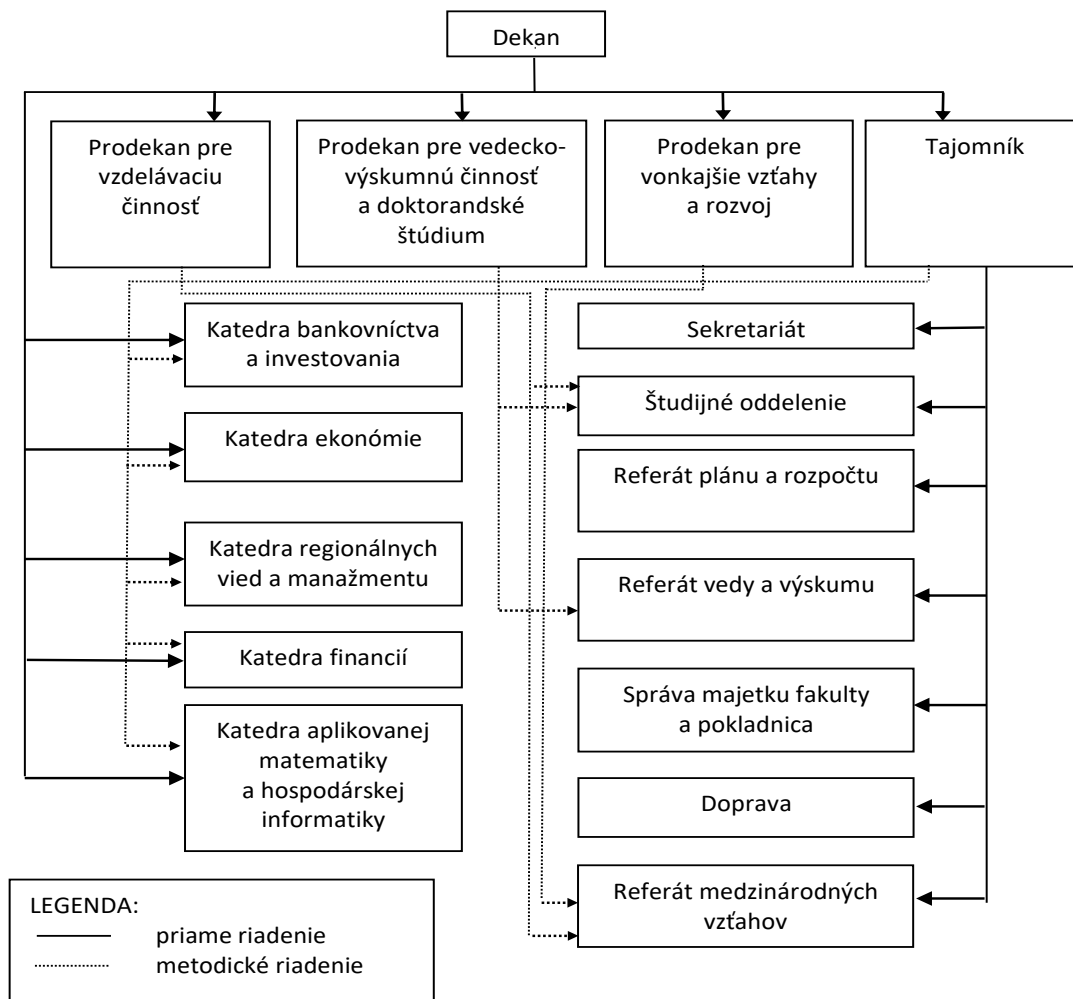 Dekan
Prodekan pre
vzdelávaciu
činnosť
Prodekan pre vedecko-
výskumnú činnosť
a doktorandské
štúdium
Prodekan pre
vonkajšie vzťahy
a rozvoj
Tajomník
Katedra bankovníctva
a investovania
Katedra ekonómie
Katedra regionálnych
vied a manažmentu
Katedra financií
Katedra aplikovanej
matematiky
a hospodárskej
informatiky
Sekretariát
Študijné oddelenie
Referát plánu a rozpočtu
Referát vedy a výskumu
Správa majetku fakulty
a pokladnica
Doprava
Referát medzinárodných
vzťahov
LEGENDA:
priame riadenie
metodické riadenie